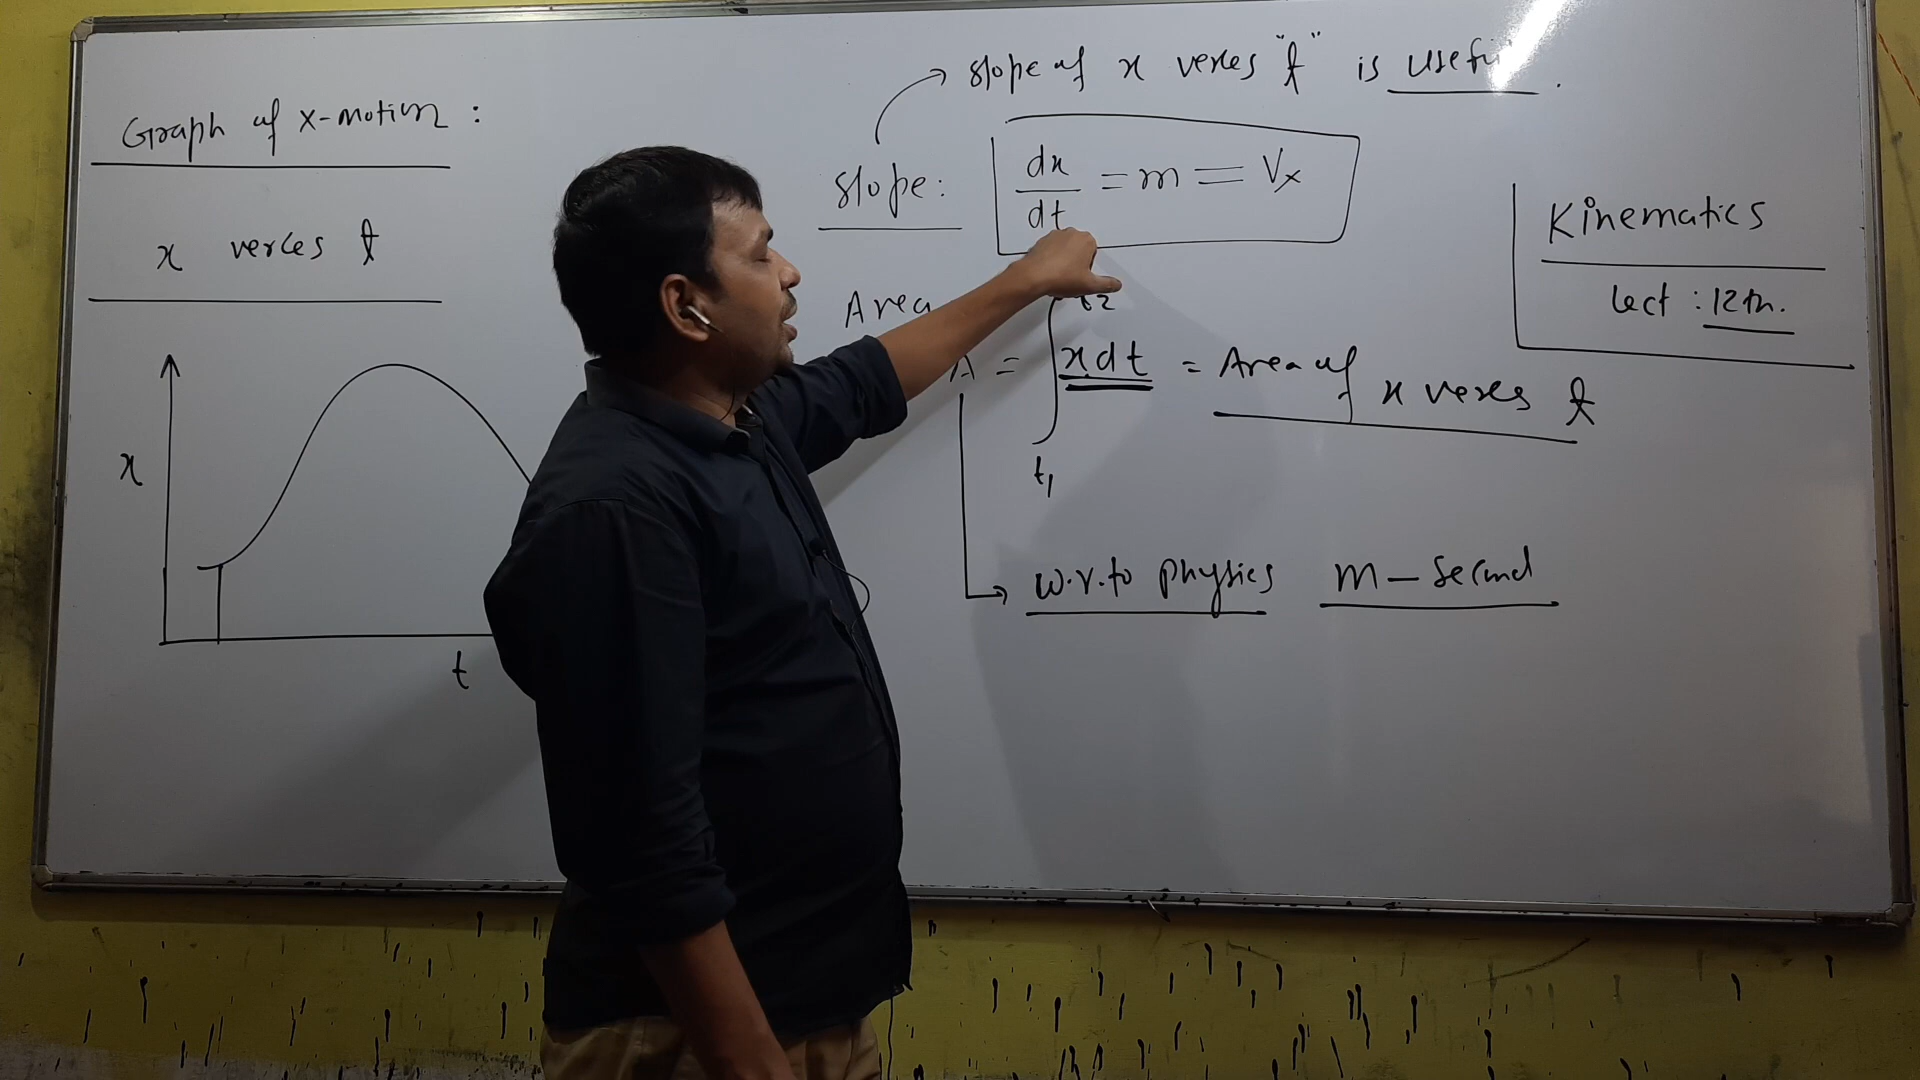 Graph of x-motion :
x verces t
x
t
slope of x verces "t" is usefu
slope:
dx/dt = m = Vx
Area
A = ∫ t1 t2 x dt = Area of x verces t
w.r.to physics m - second
Kinematics
lect : 12th.